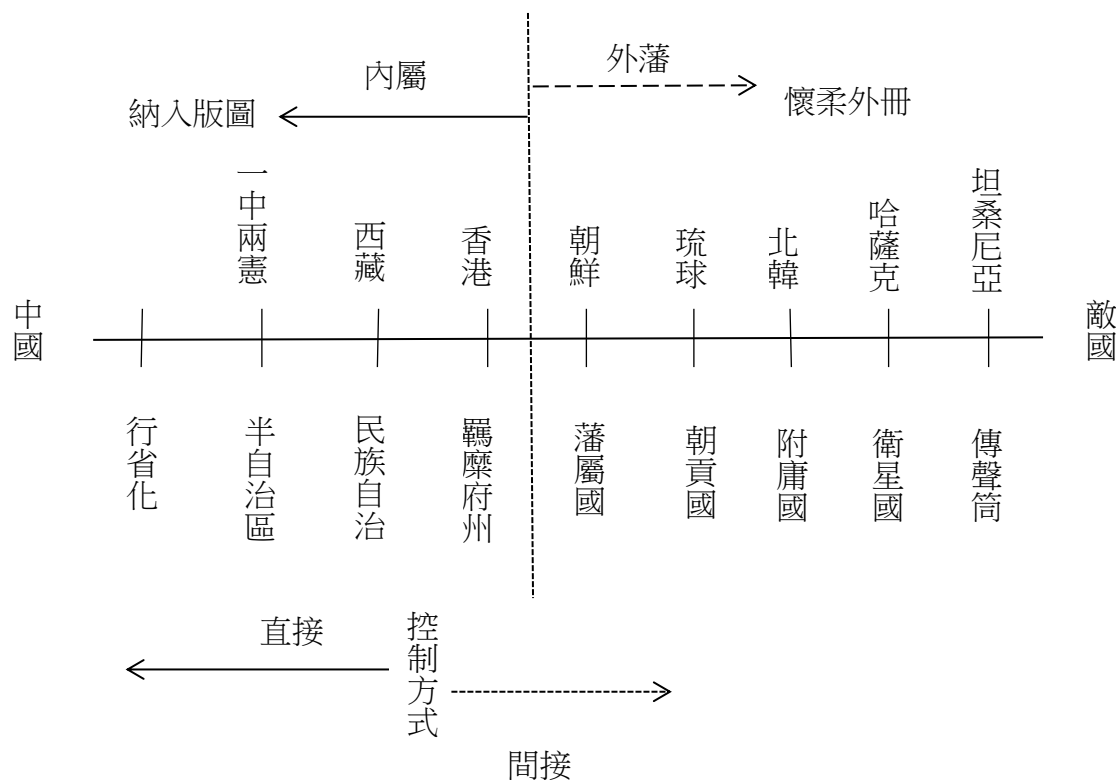 外藩
內屬
懷柔外冊
納入版圖
一中兩憲
西藏
香港
朝鮮
琉球
北韓
哈薩克
坦桑尼亞
中國
敵國
行省化
半自治區
民族自治
羈縻府州
藩屬國
朝貢國
附庸國
衛星國
傳聲筒
直接
控制方式
間接